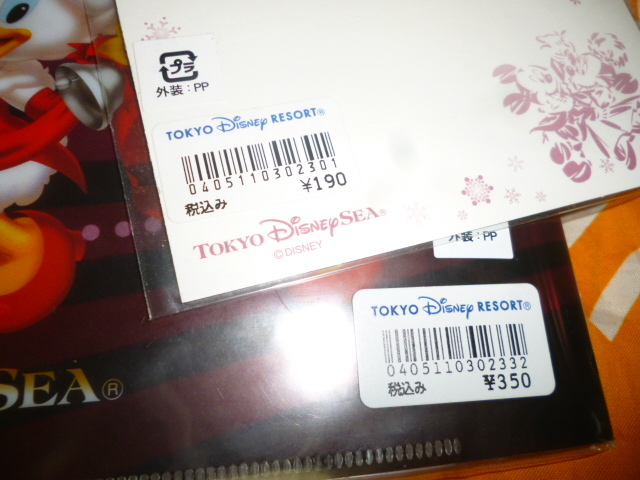 プラ
外装：PP
TOKYO Disney RESORT®
0405110302301
¥190
税込み
TOKYO DISNEYSEA®
©DISNEY
外装：PP
TOKYO Disney RESORT®
0405110302332
¥350
税込み
SEA®